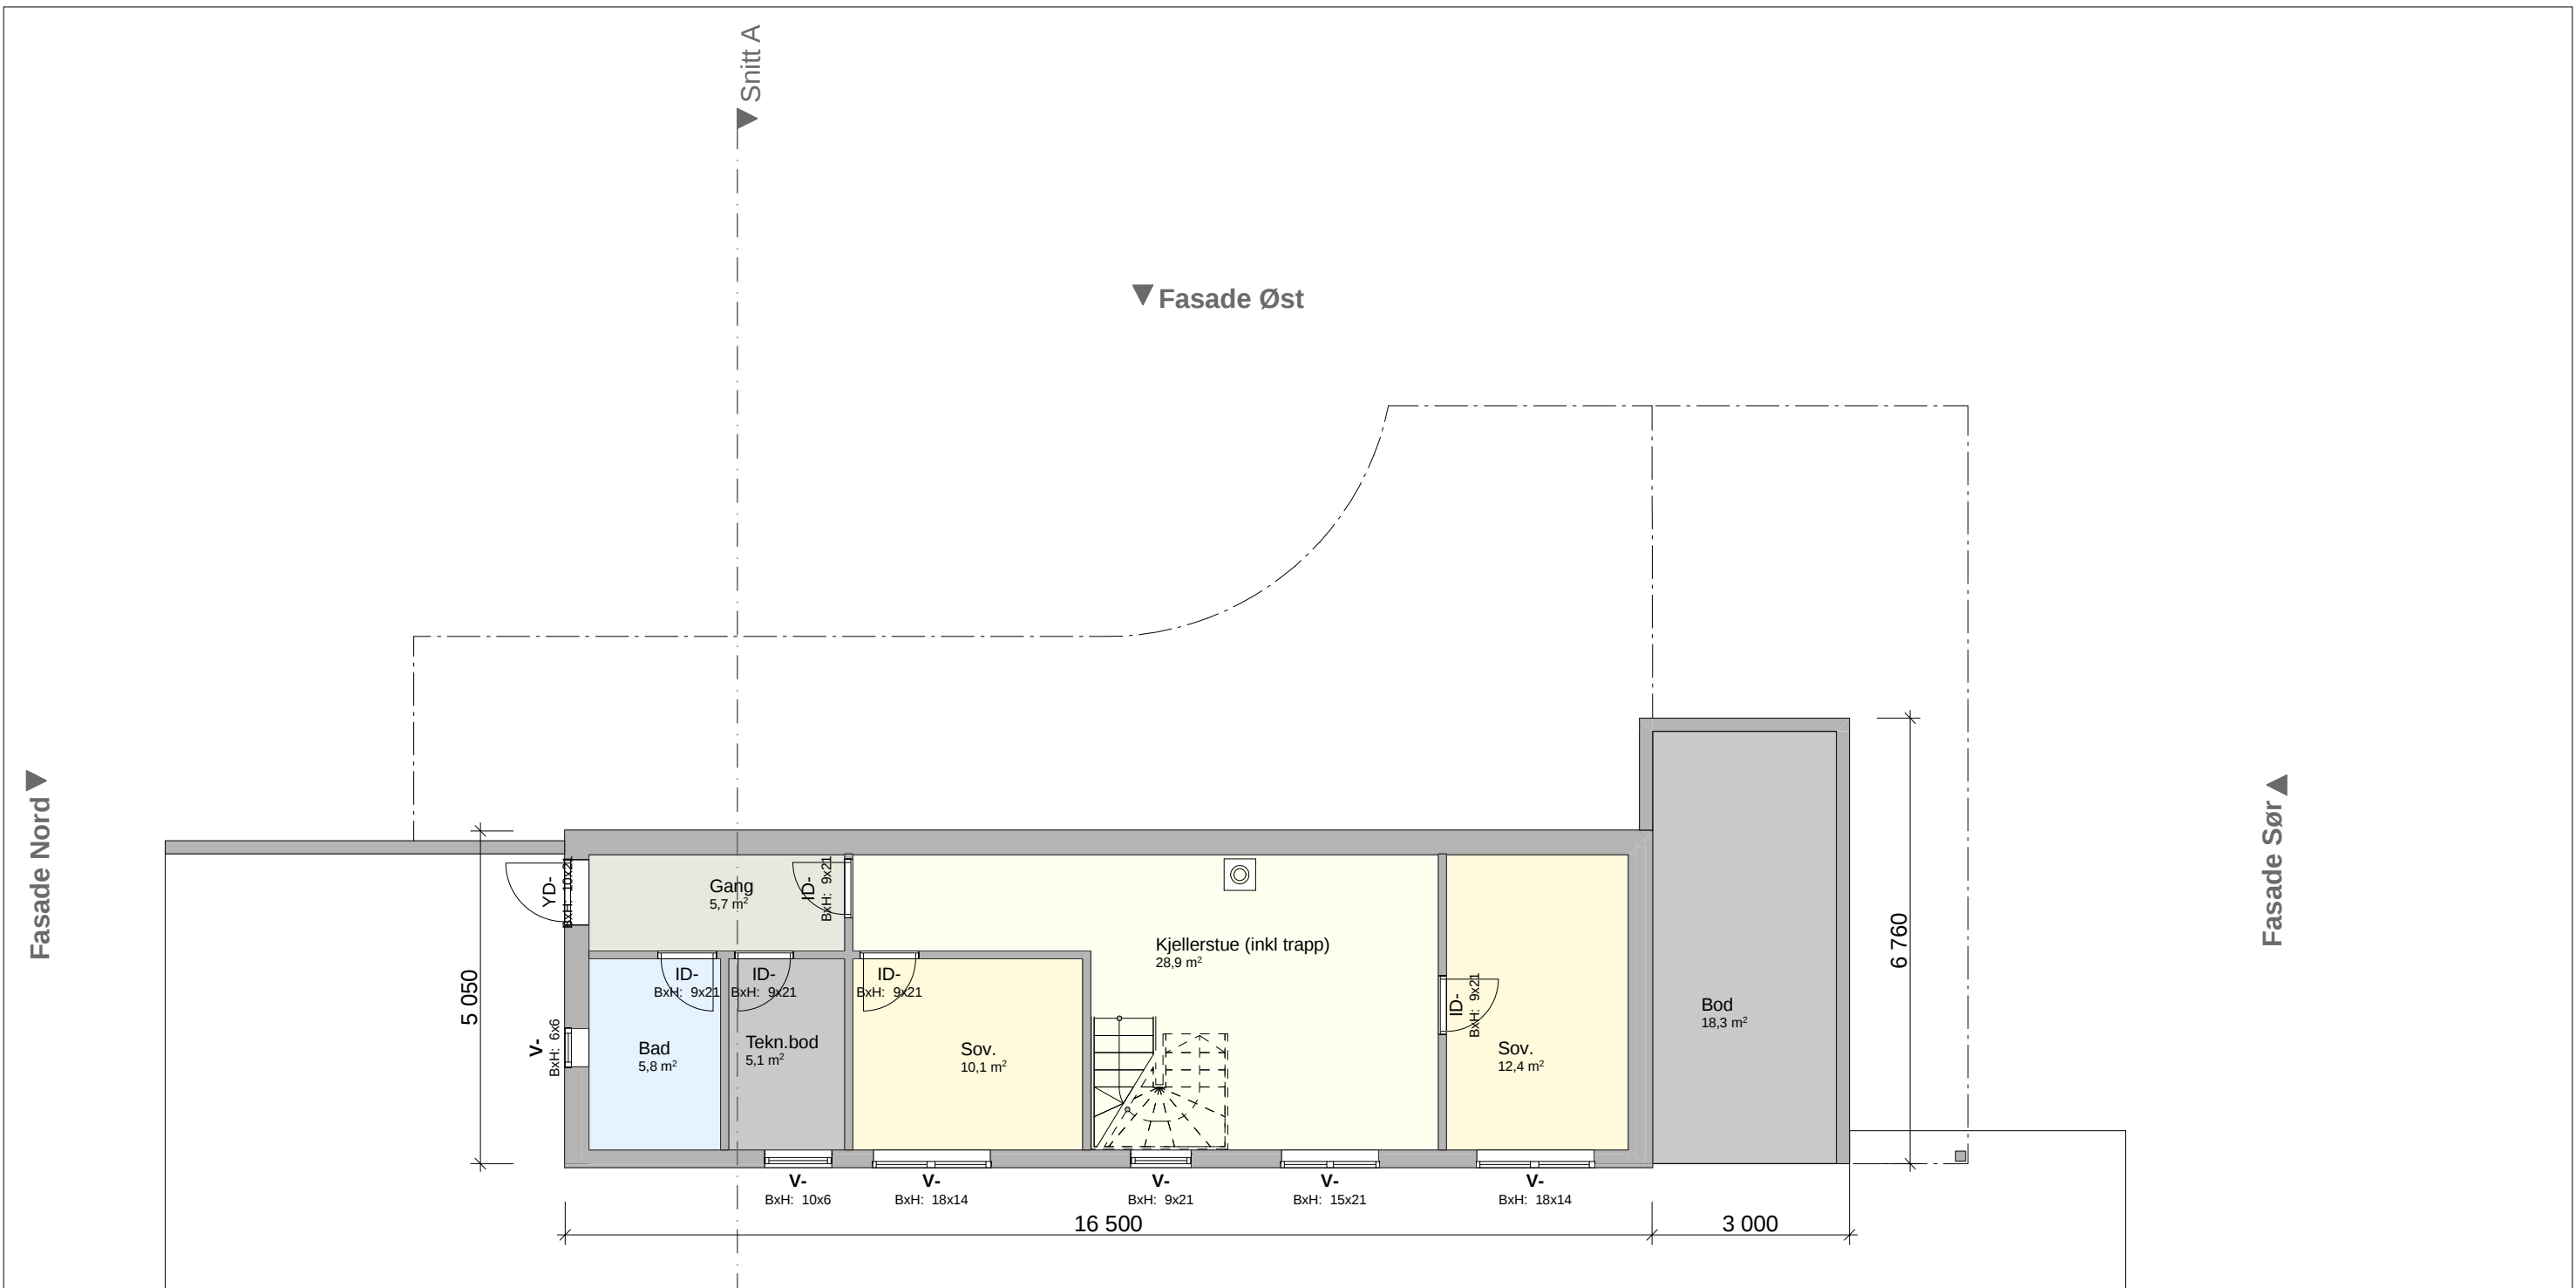 Snitt A
Fasade Øst
Fasade Nord
Fasade Sør
YD-
BxH: 10x21
Gang
5,7 m²
ID-
BxH: 9x21
Kjellerstue (inkl trapp)
28,9 m²
ID-
BxH: 9x21
ID-
BxH: 9x21
ID-
BxH: 9x21
ID-
BxH: 9x21
V-
BxH: 6x6
Bad
5,8 m²
Tekn.bod
5,1 m²
Sov.
10,1 m²
Sov.
12,4 m²
Bod
18,3 m²
5 050
6 760
V-
BxH: 10x6
V-
BxH: 18x14
V-
BxH: 9x21
V-
BxH: 15x21
V-
BxH: 18x14
16 500
3 000